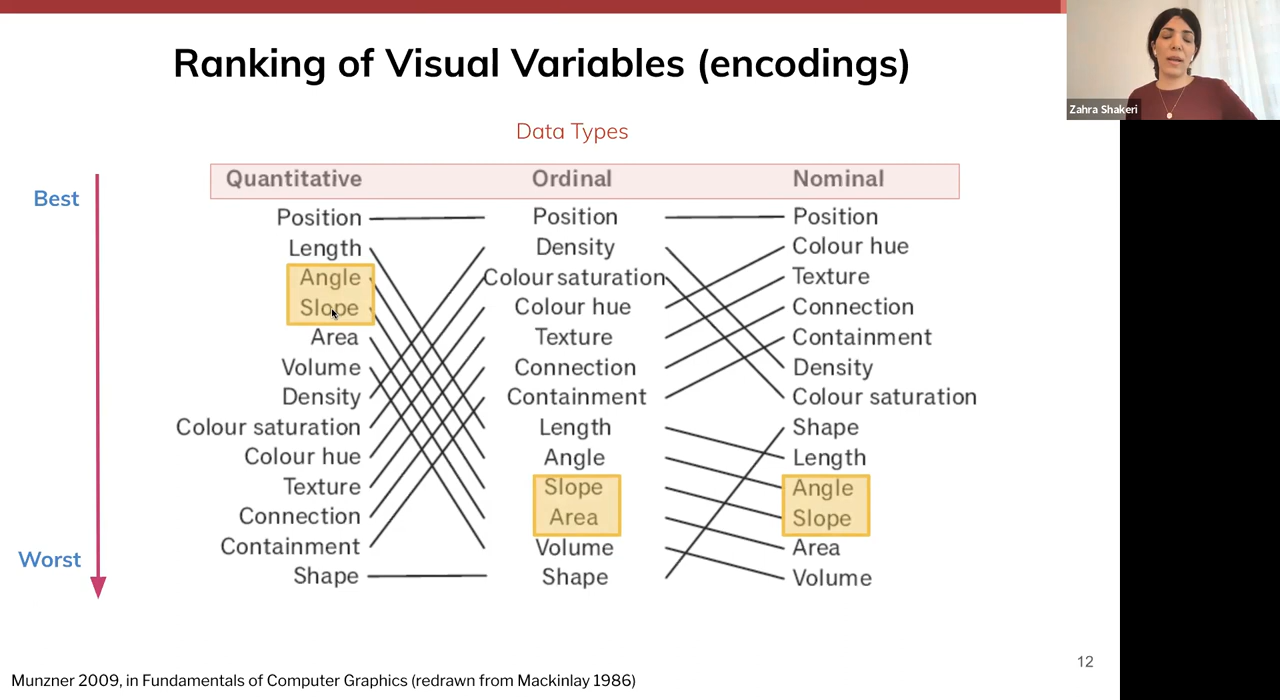 Ranking of Visual Variables (encodings)
Zahra Shakeri
Data Types
Best
Worst
Quantitative Ordinal Nominal
Position Position Position
Length Density Colour hue
Angle Colour saturation Texture
Slope Colour hue Connection
Area Texture Containment
Volume Connection Density
Density Containment Colour saturation
Colour saturation Length Shape
Colour hue Angle Length
Texture Slope Angle
Connection Area Slope
Containment Volume Area
Shape Shape Volume
12
Munzner 2009, in Fundamentals of Computer Graphics (redrawn from Mackinlay 1986)